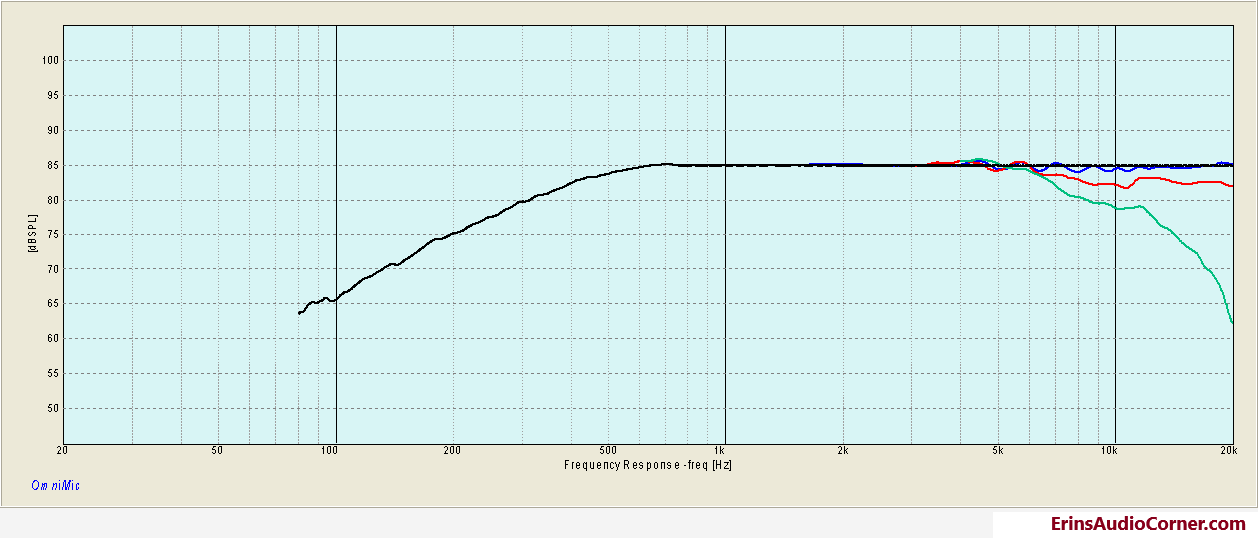 100
95
90
85
80
75
70
65
60
55
50
[dBSPL]
20 50 100 200 500 1k 2k 5k 10k 20k
Frequency Response -freq [Hz]
OmniMic
ErinsAudioCorner.com